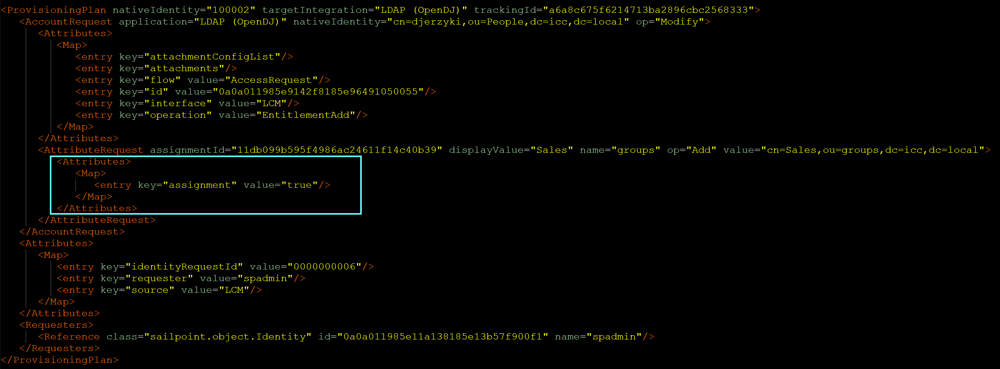 <ProvisioningPlan nativeIdentity="100002" targetIntegration="LDAP (OpenDJ)" trackingId="a6a8c675f6214713ba2896cbc2568333">
<AccountRequest application="LDAP (OpenDJ)" nativeIdentity="cn=djerzyki,ou=People,dc=icc,dc=local" op="Modify">
<Attributes>
<Map>
<entry key="attachmentConfigList"/>
<entry key="attachments"/>
<entry key="flow" value="AccessRequest"/>
<entry key="id" value="0a0a011985e9142f8185e96491050055"/>
<entry key="interface" value="LCM"/>
<entry key="operation" value="EntitlementAdd"/>
</Map>
</Attributes>
<AttributeRequest assignmentId="11db099b595f4986ac24611f14c40b39" displayValue="Sales" name="groups" op="Add" value="cn=Sales,ou=groups,dc=icc,dc=local">
<Attributes>
<Map>
<entry key="assignment" value="true"/>
</Map>
</Attributes>
</AttributeRequest>
</AccountRequest>
<Attributes>
<Map>
<entry key="identityRequestId" value="0000000006"/>
<entry key="requester" value="spadmin"/>
<entry key="source" value="LCM"/>
</Map>
</Attributes>
<Requesters>
<Reference class="sailpoint.object.Identity" id="0a0a011985e11a138185e13b57f900f1" name="spadmin"/>
</Requesters>
</ProvisioningPlan>